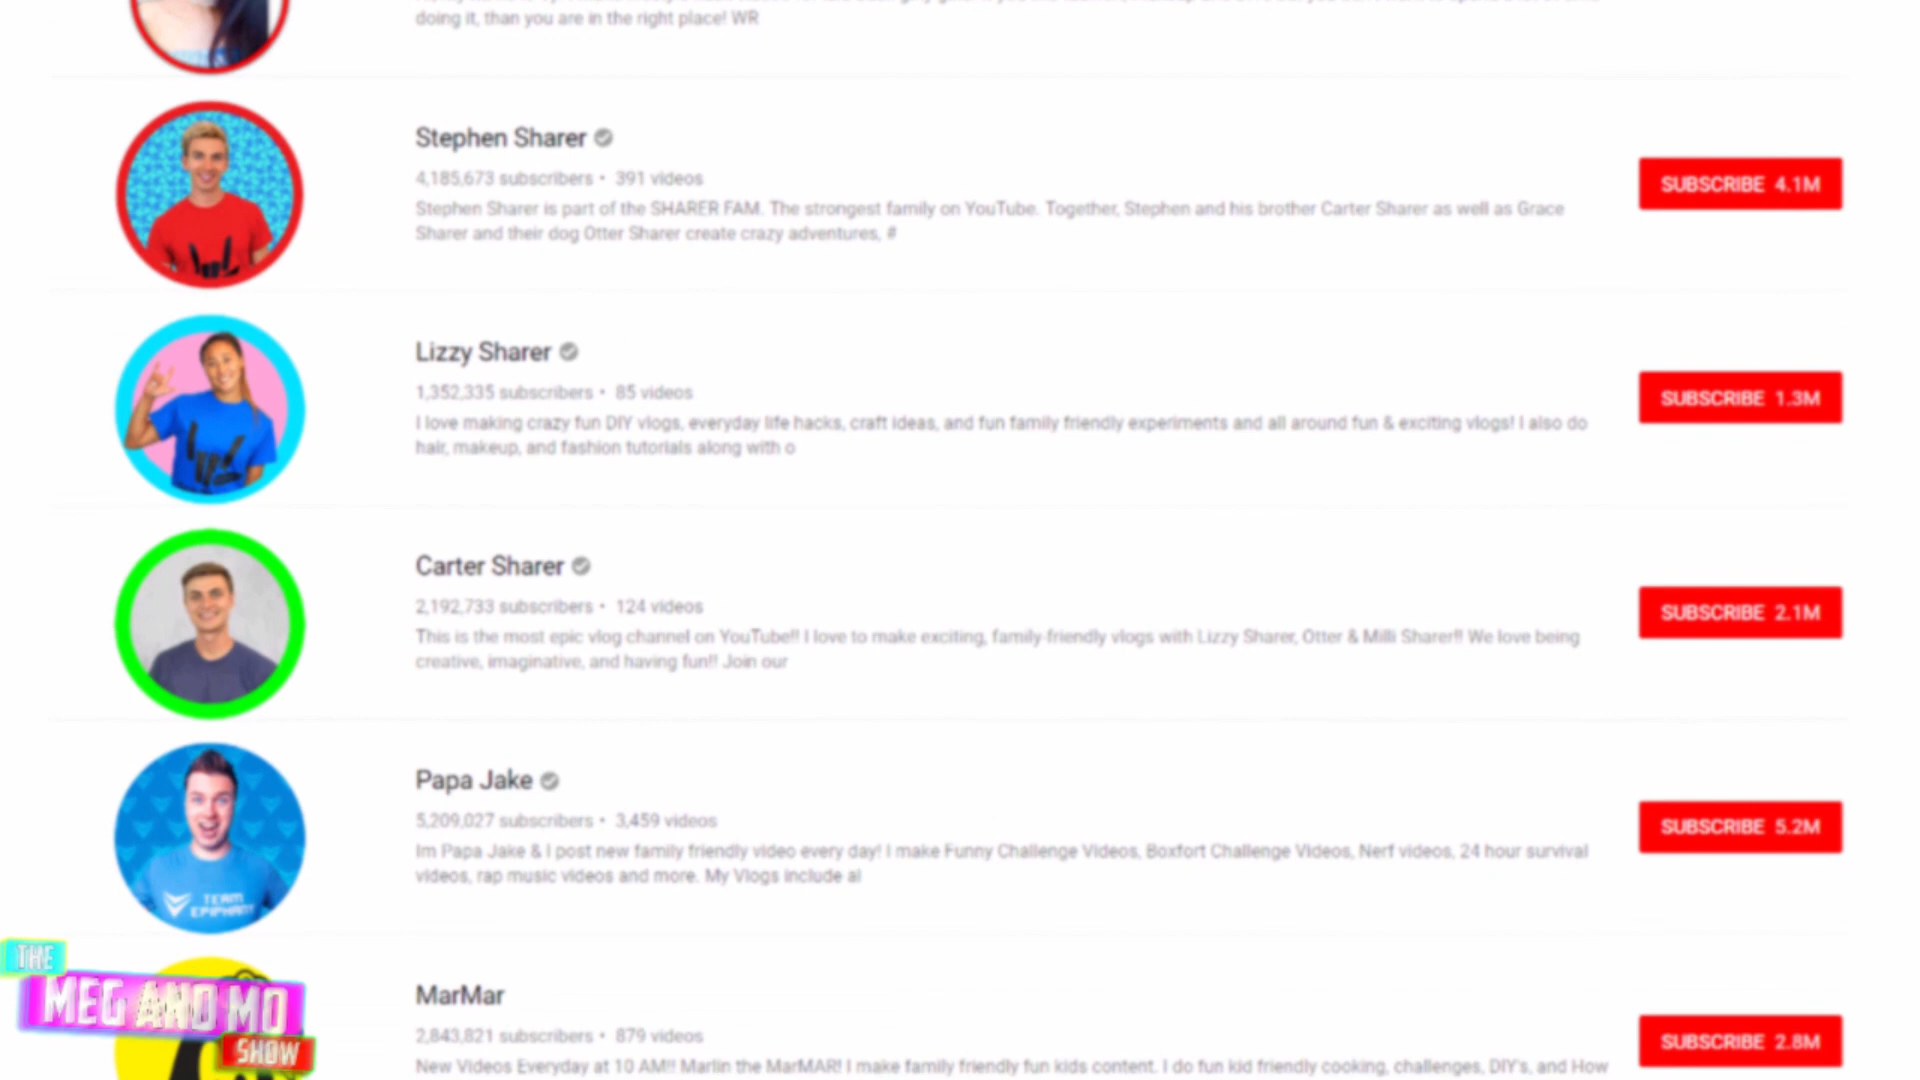 doing it, than you are in the right place! WR
Stephen Sharer
4,185,673 subscribers • 391 videos
SUBSCRIBE 4.1M
Stephen Sharer is part of the SHARER FAM. The strongest family on YouTube. Together, Stephen and his brother Carter Sharer as well as Grace
Sharer and their dog Otter Sharer create crazy adventures, #
Lizzy Sharer
1,352,335 subscribers • 85 videos
SUBSCRIBE 1.3M
I love making crazy fun DIY vlogs, everyday life hacks, craft ideas, and fun family friendly experiments and all around fun & exciting vlogs! I also do
hair, makeup, and fashion tutorials along with o
Carter Sharer
2,192,733 subscribers • 124 videos
SUBSCRIBE 2.1M
This is the most epic vlog channel on YouTube!! I love to make exciting, family-friendly vlogs with Lizzy Sharer, Otter & Milli Sharer!! We love being
creative, imaginative, and having fun!! Join our
Papa Jake
5,209,027 subscribers • 3,459 videos
SUBSCRIBE 5.2M
Im Papa Jake & I post new family friendly video every day! I make Funny Challenge Videos, Boxfort Challenge Videos, Nerf videos, 24 hour survival
videos, rap music videos and more. My Vlogs include al
TEAM
EPIPHANY
MarMar
2,843,821 subscribers • 879 videos
SUBSCRIBE 2.8M
New Videos Everyday at 10 AM!! Marlin the MarMAR! I make family friendly fun kids content. I do fun kid friendly cooking, challenges, DIY's, and How
THE
MEG AND MO
SHOW